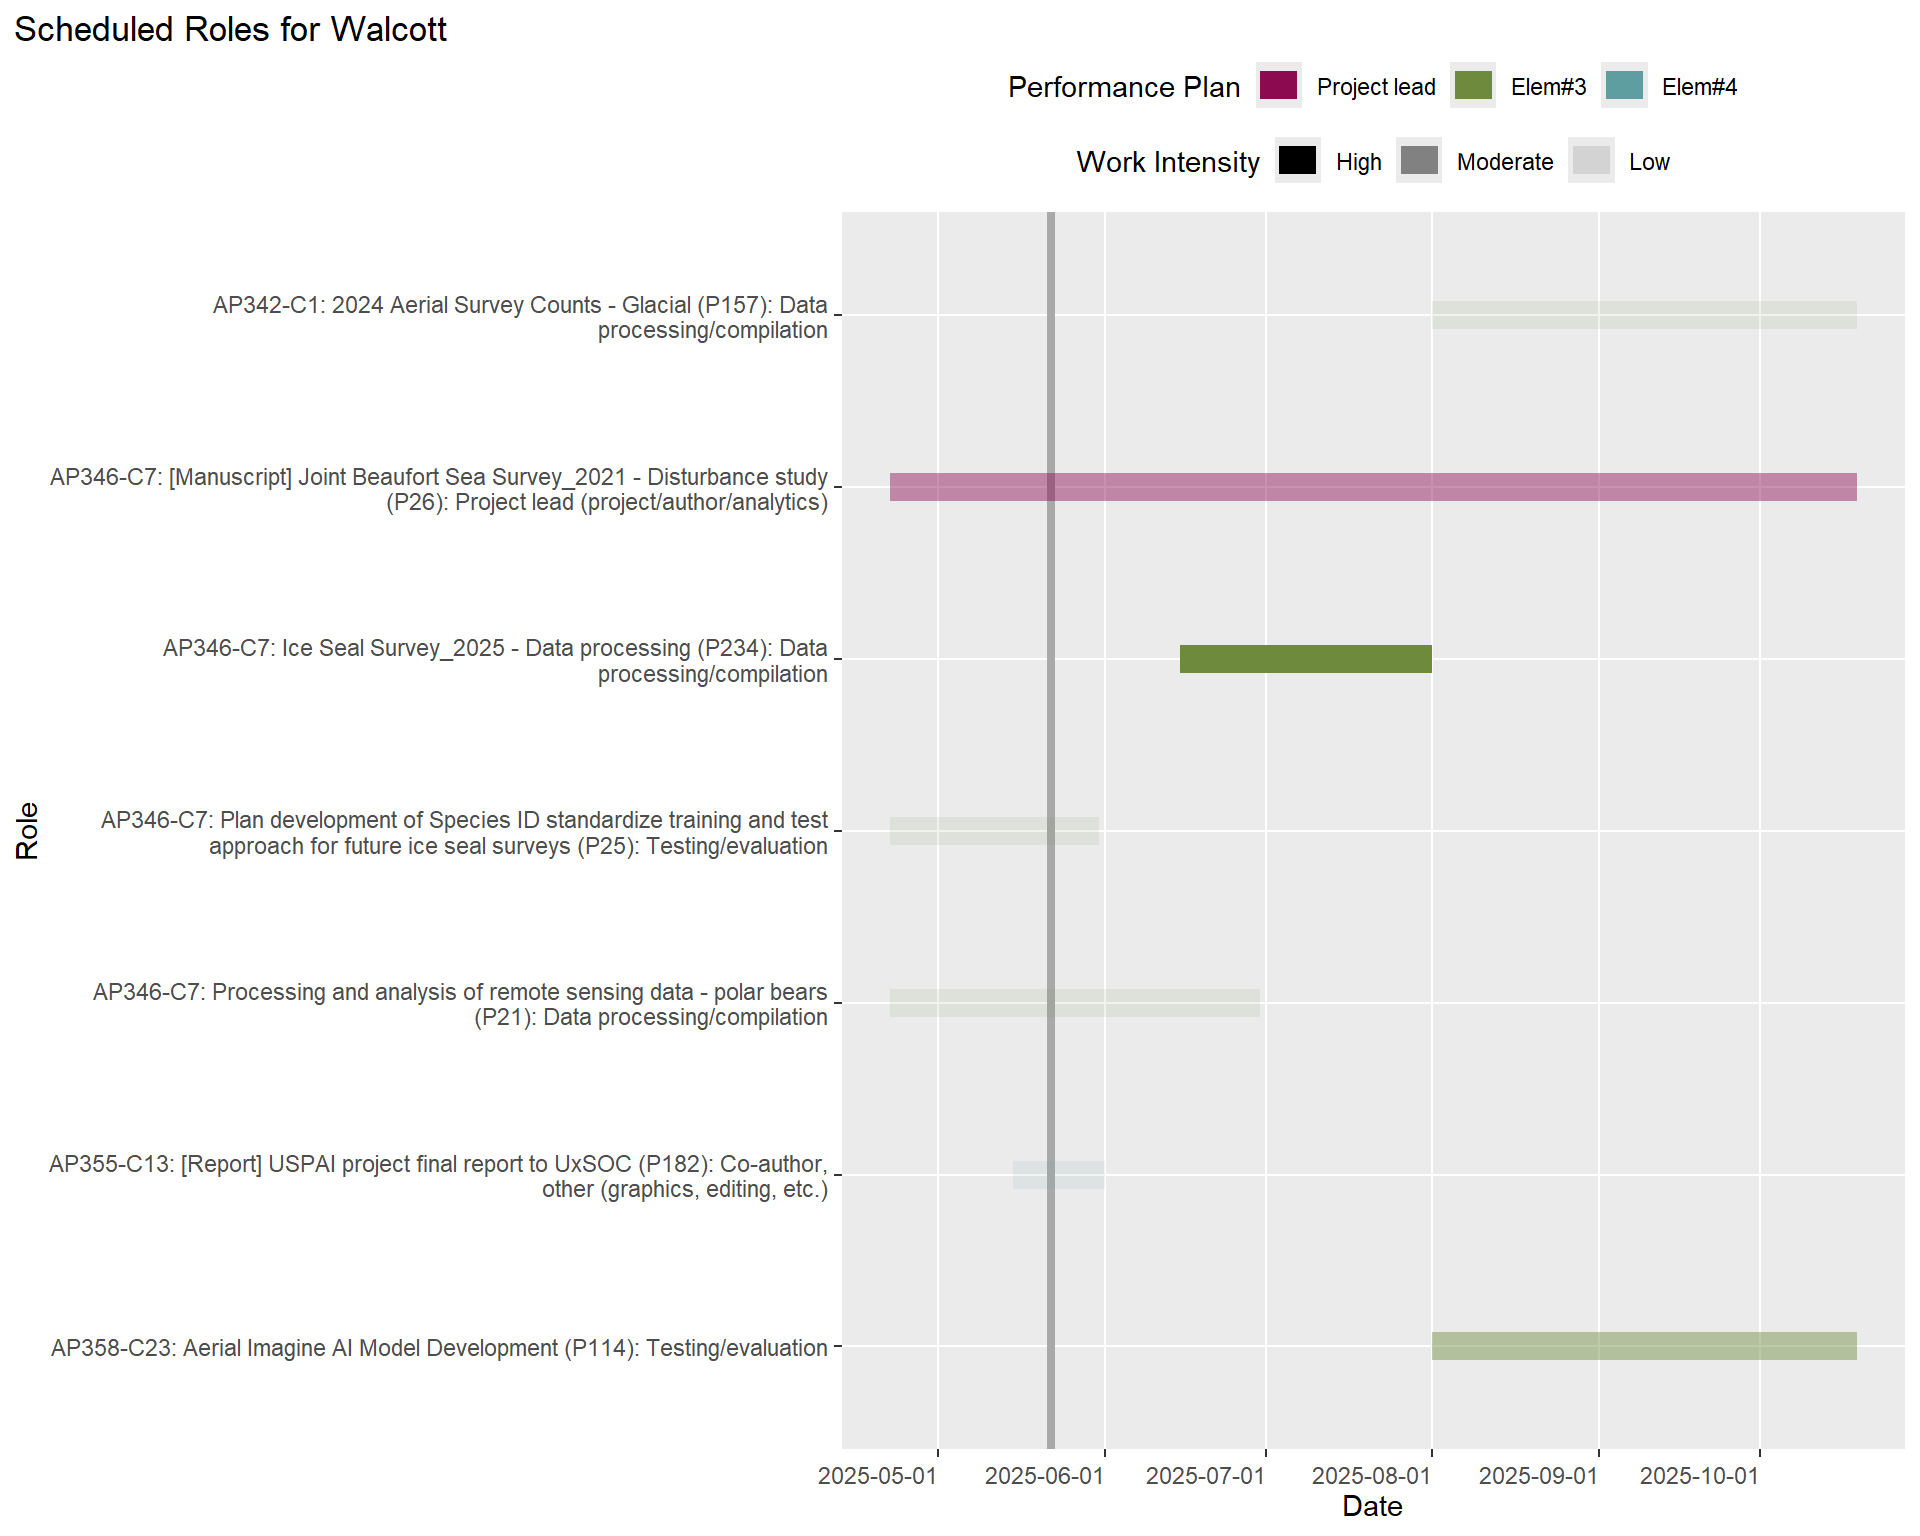 Scheduled Roles for Walcott
Performance Plan Project lead Elem#3 Elem#4
Work Intensity High Moderate Low
AP342-C1: 2024 Aerial Survey Counts - Glacial (P157): Data
processing/compilation
AP346-C7: [Manuscript] Joint Beaufort Sea Survey_2021 - Disturbance study
(P26): Project lead (project/author/analytics)
AP346-C7: Ice Seal Survey_2025 - Data processing (P234): Data
processing/compilation
AP346-C7: Plan development of Species ID standardize training and test
approach for future ice seal surveys (P25): Testing/evaluation
AP346-C7: Processing and analysis of remote sensing data - polar bears
(P21): Data processing/compilation
AP355-C13: [Report] USPAI project final report to UxSOC (P182): Co-author,
other (graphics, editing, etc.)
AP358-C23: Aerial Imagine AI Model Development (P114): Testing/evaluation
Role
2025-05-01 2025-06-01 2025-07-01 2025-08-01 2025-09-01 2025-10-01
Date